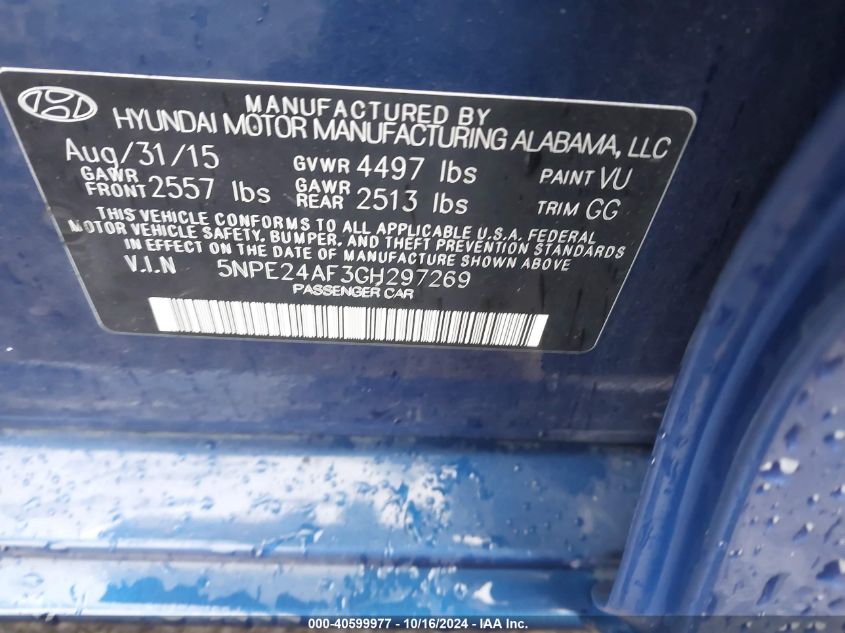 MANUFACTURED BY
HYUNDAI MOTOR MANUFACTURING ALABAMA, LLC
Aug/31/15 GVWR 4497 lbs PAINT VU
GAWR FRONT 2557 lbs GAWR REAR 2513 lbs TRIM GG
THIS VEHICLE CONFORMS TO ALL APPLICABLE U.S.A. FEDERAL
MOTOR VEHICLE SAFETY, BUMPER, AND THEFT PREVENTION STANDARDS
IN EFFECT ON THE DATE OF MANUFACTURE SHOWN ABOVE
V.I.N 5NPE24AF3GH297269
PASSENGER CAR
000-40599977 - 10/16/2024 - IAA Inc.